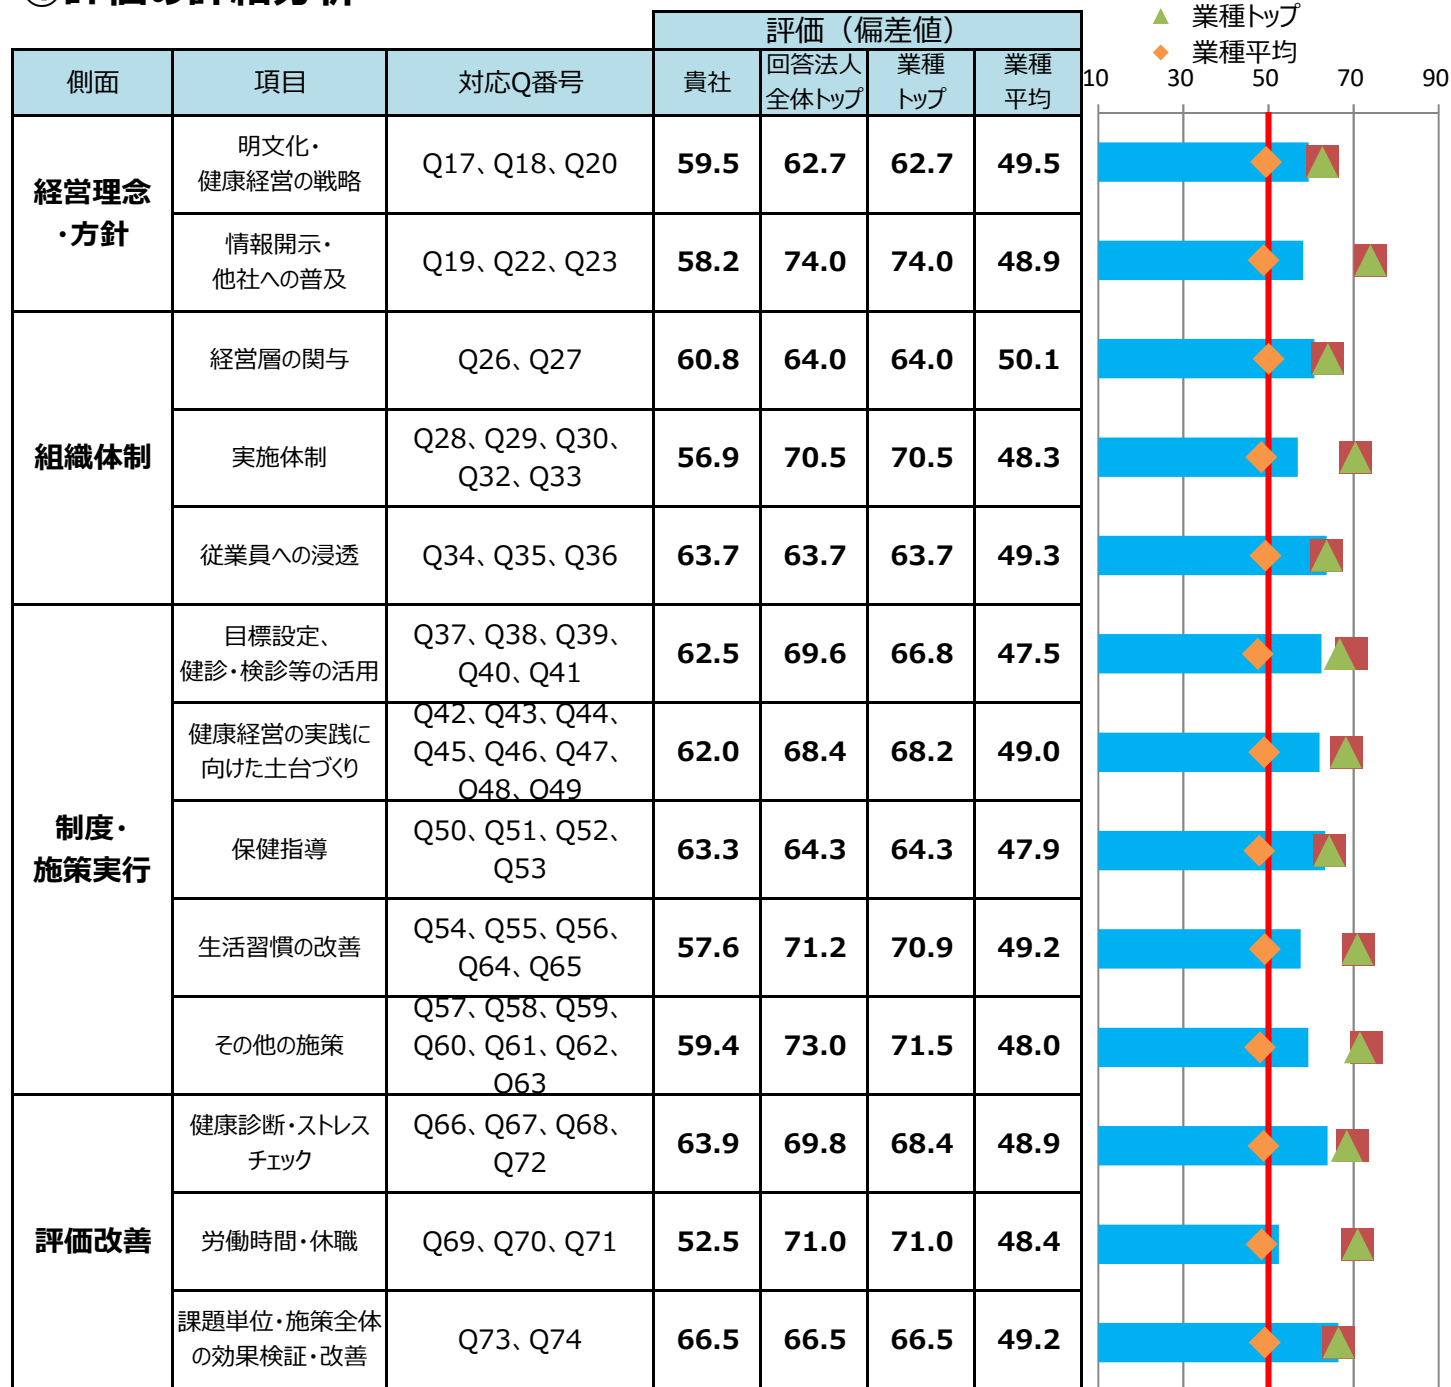 評価（偏差値）
業種トップ
業種平均
側面 項目 対応Q番号 貴社 回答法人 業種 業種
全体トップ トップ 平均
10 30 50 70 90
経営理念
・方針
明文化・
健康経営の戦略
Q17、Q18、Q20 59.5 62.7 62.7 49.5
情報開示・
他社への普及
Q19、Q22、Q23 58.2 74.0 74.0 48.9
組織体制
経営層の関与 Q26、Q27 60.8 64.0 64.0 50.1
実施体制
Q28、Q29、Q30、
Q32、Q33
56.9 70.5 70.5 48.3
従業員への浸透 Q34、Q35、Q36 63.7 63.7 63.7 49.3
制度・
施策実行
目標設定、
健診・検診等の活用
Q37、Q38、Q39、
Q40、Q41
62.5 69.6 66.8 47.5
健康経営の実践に
向けた土台づくり
Q42、Q43、Q44、
Q45、Q46、Q47、
Q48、Q49
62.0 68.4 68.2 49.0
保健指導
Q50、Q51、Q52、
Q53
63.3 64.3 64.3 47.9
生活習慣の改善
Q54、Q55、Q56、
Q64、Q65
57.6 71.2 70.9 49.2
その他の施策
Q57、Q58、Q59、
Q60、Q61、Q62、
Q63
59.4 73.0 71.5 48.0
評価改善
健康診断・ストレス
チェック
Q66、Q67、Q68、
Q72
63.9 69.8 68.4 48.9
労働時間・休職 Q69、Q70、Q71 52.5 71.0 71.0 48.4
課題単位・施策全体
の効果検証・改善
Q73、Q74 66.5 66.5 66.5 49.2